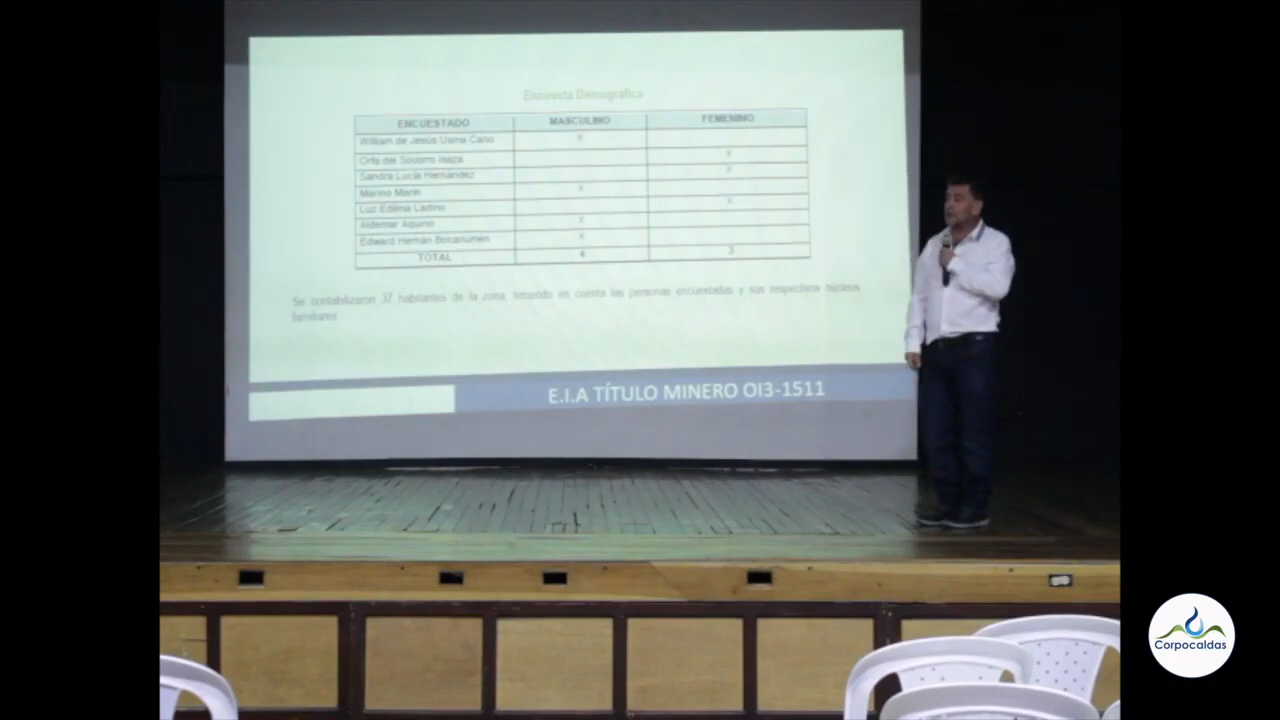 Encuesta Demográfica
ENCUESTADO MASCULINO FEMENINO
William de Jesús Usma Cano X
Orfa del Socorro Isaza X
Sandra Lucía Hernández X
Marino Marín X
Luz Edilma Ladino X
Aldemar Aquino X
Edward Hernán Bocanumen X
TOTAL 4 3
Se contabilizaron 37 habitantes de la zona, teniendo en cuenta las personas encuestadas y sus respectivos núcleos
familiares
E.I.A TÍTULO MINERO OI3-1511
Corpocaldas